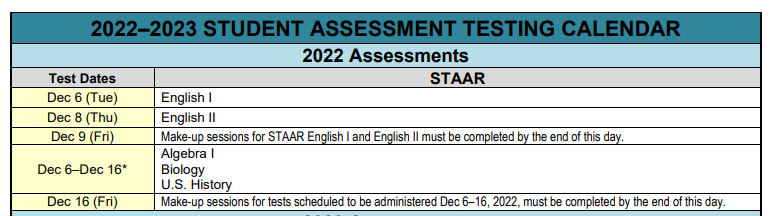 2022–2023 STUDENT ASSESSMENT TESTING CALENDAR
2022 Assessments
Test Dates STAAR
Dec 6 (Tue) English I
Dec 8 (Thu) English II
Dec 9 (Fri) Make-up sessions for STAAR English I and English II must be completed by the end of this day.
Dec 6–Dec 16* Algebra I
Biology
U.S. History
Dec 16 (Fri) Make-up sessions for tests scheduled to be administered Dec 6–16, 2022, must be completed by the end of this day.